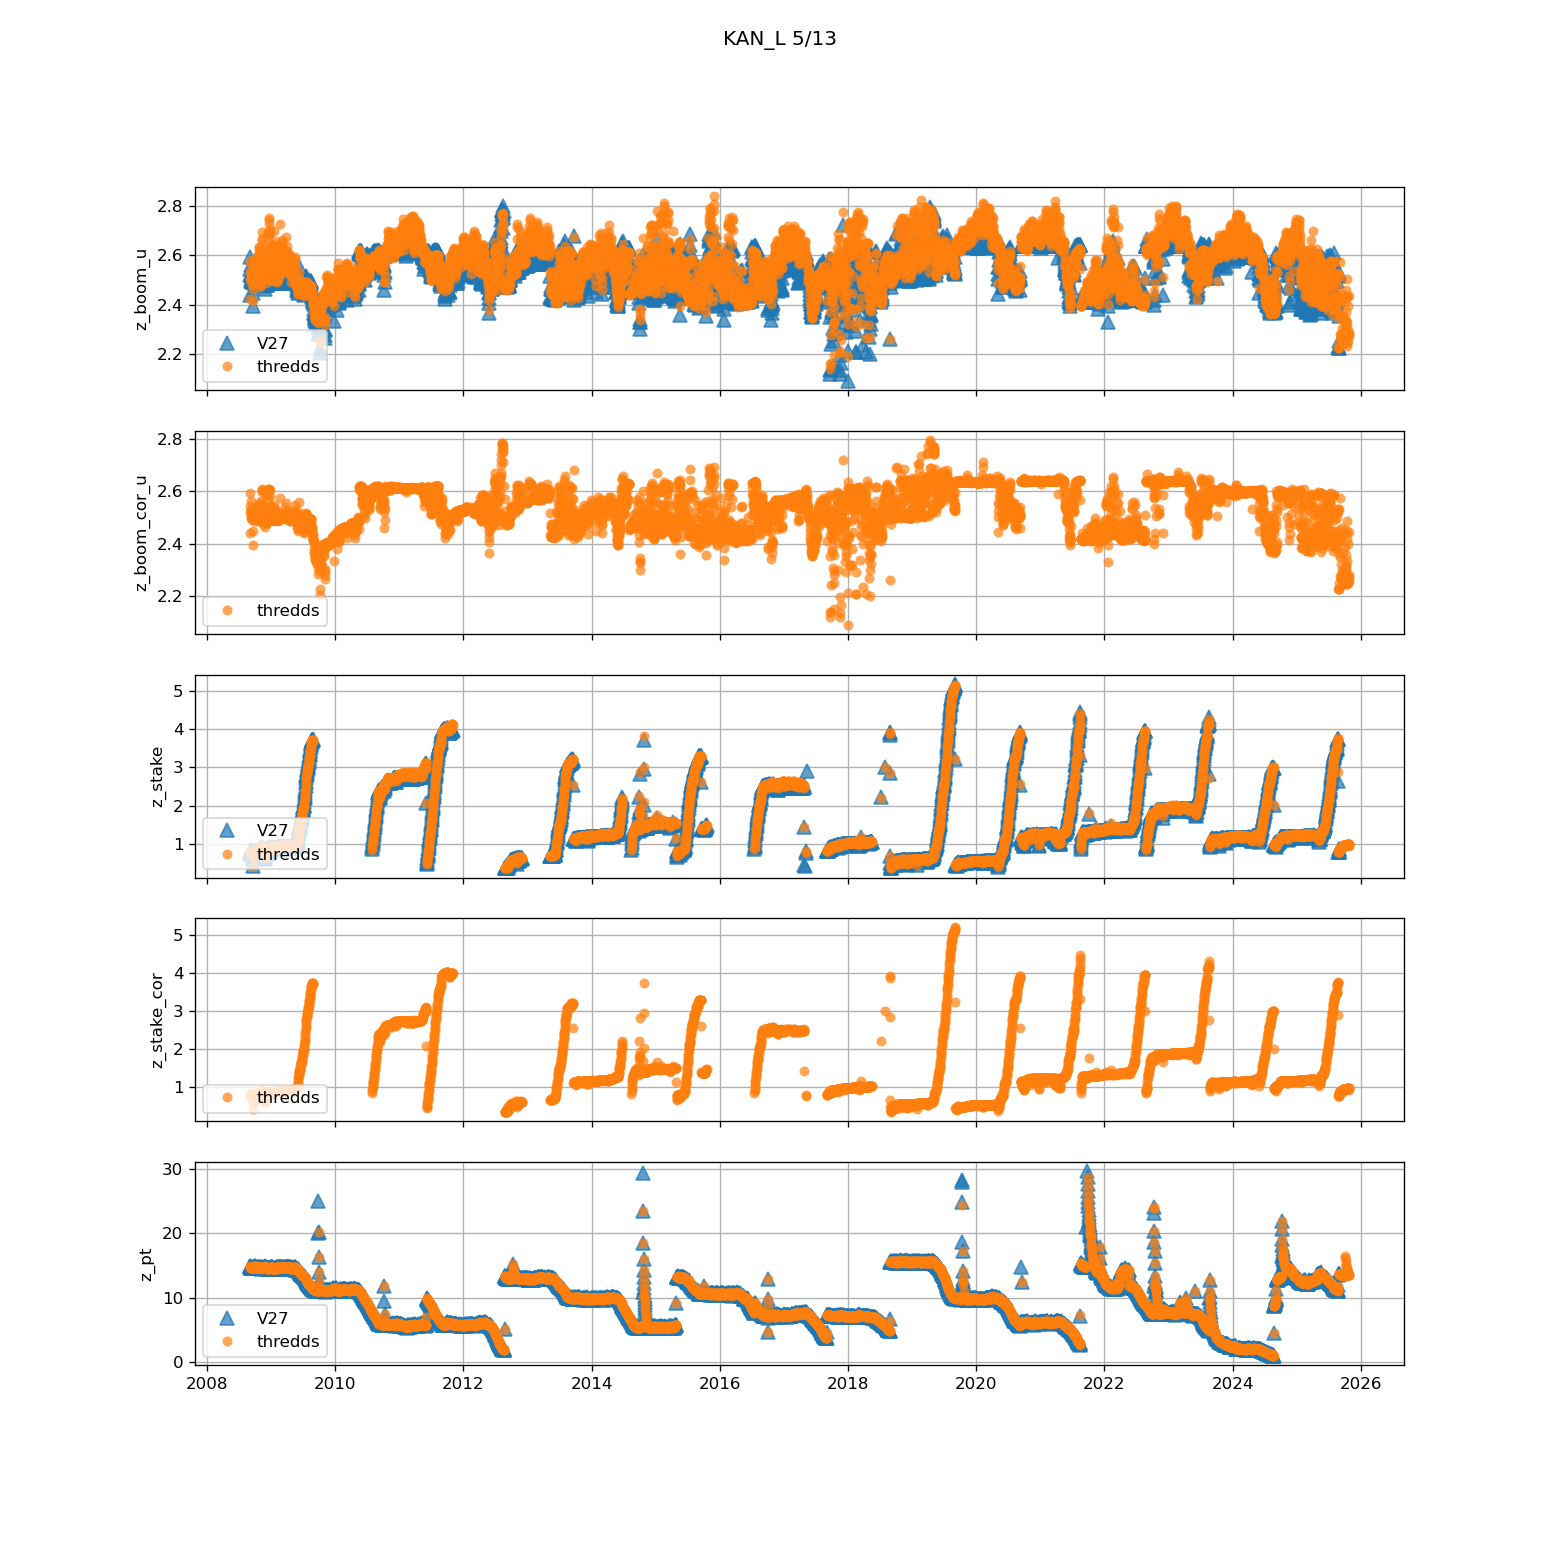 KAN_L 5/13
z_boom_u
2.8
2.6
2.4
2.2
V27
thredds
z_boom_cor_u
2.8
2.6
2.4
2.2
thredds
z_stake
5
4
3
2
1
V27
thredds
z_stake_cor
5
4
3
2
1
thredds
z_pt
30
20
10
0
V27
thredds
2008 2010 2012 2014 2016 2018 2020 2022 2024 2026